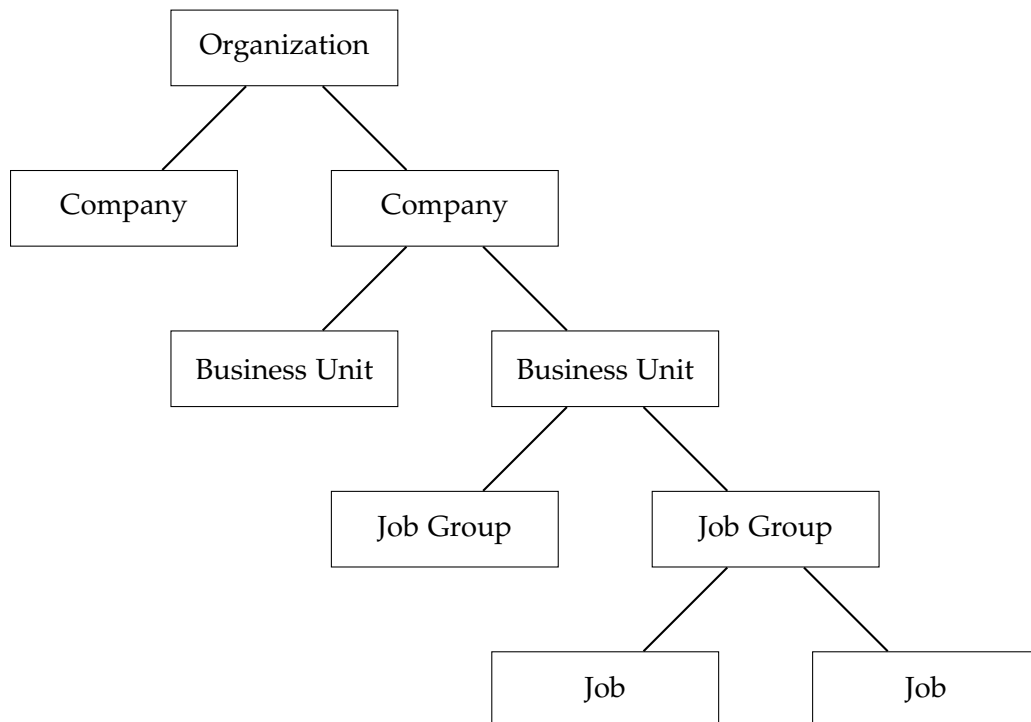 Organization
Company
Company
Business Unit
Business Unit
Job Group
Job Group
Job
Job